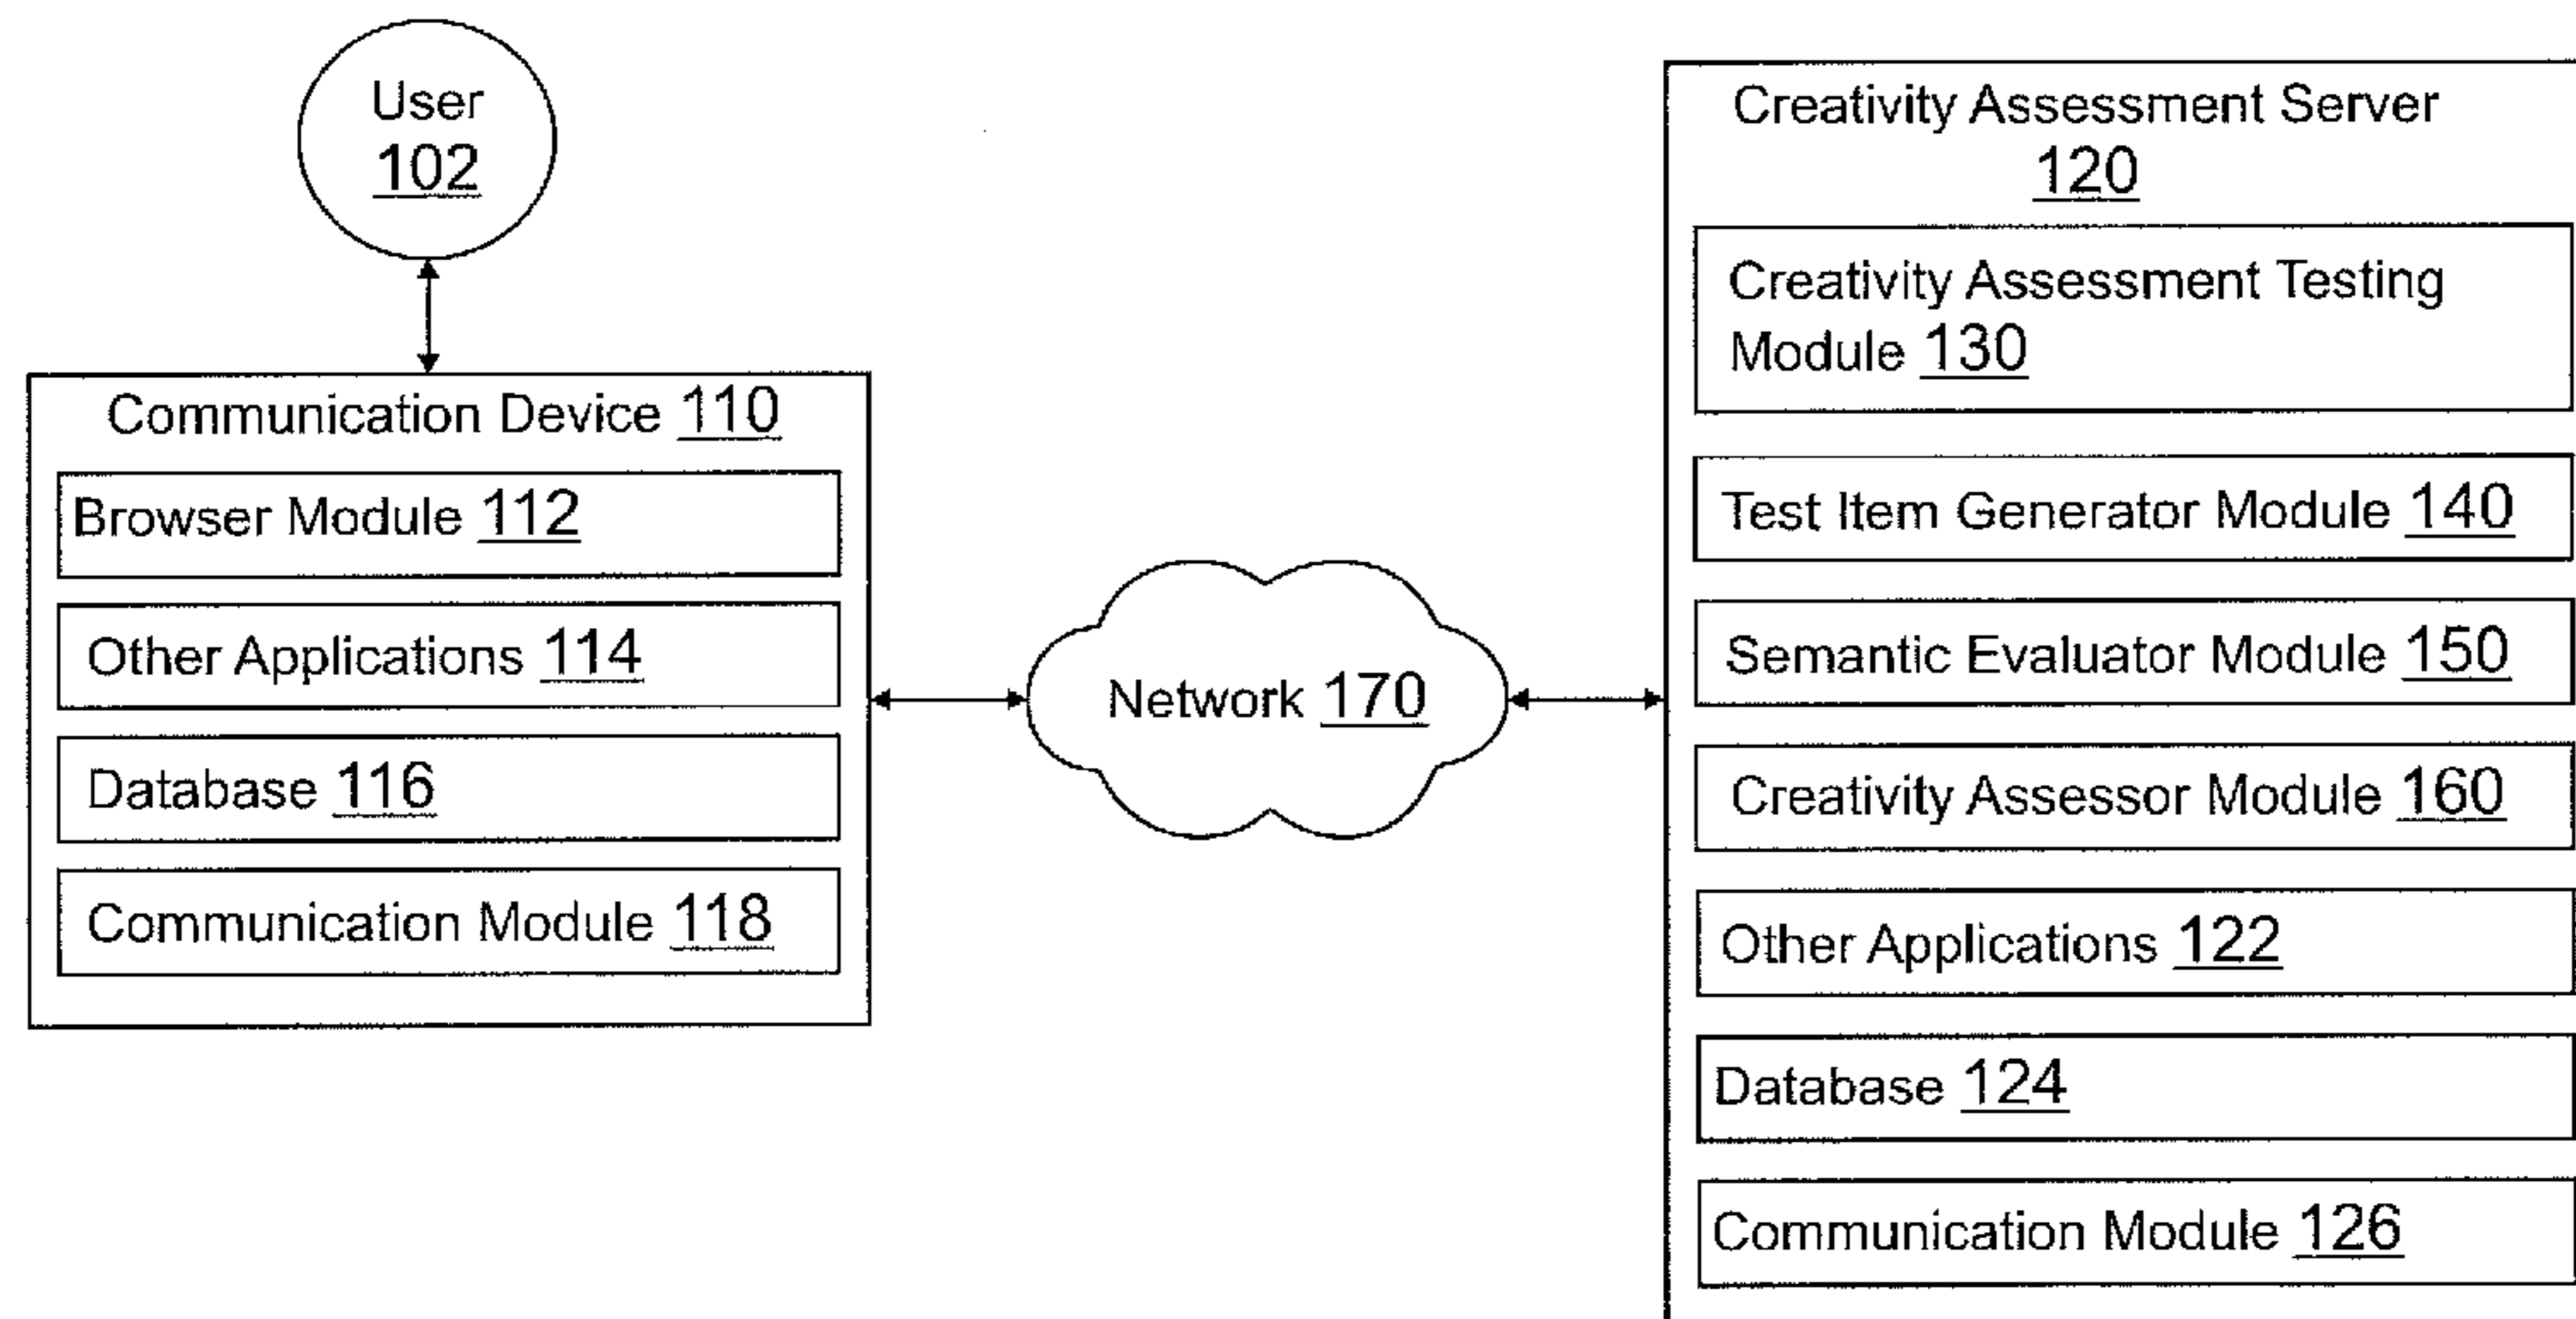 User
102
Communication Device 110
Browser Module 112
Other Applications 114
Database 116
Communication Module 118
Network 170
Creativity Assessment Server
120
Creativity Assessment Testing
Module 130
Test Item Generator Module 140
Semantic Evaluator Module 150
Creativity Assessor Module 160
Other Applications 122
Database 124
Communication Module 126